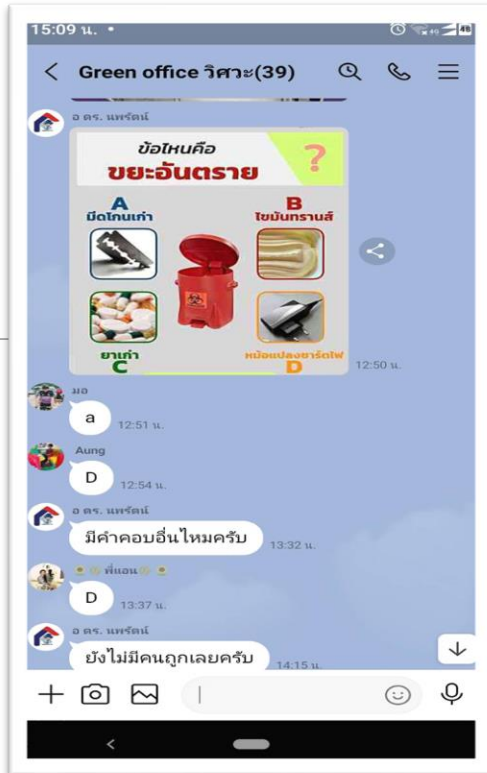 15:09 น. •
Green office วิศวะ(39)
อ ดร. นพรัตน์
ข้อไหนคือ
ขยะอันตราย
?
A
มีดโกนเก่า
B
ไขมันทรานส์
ยาเก่า
C
หม้อแปลงชาร์ตไฟ
D
12:50 น.
มอ
a
12:51 น.
Aung
D
12:54 น.
อ ดร. นพรัตน์
มีคำคอบอื่นไหมครับ
13:32 น.
พี่แอน
D
13:37 น.
อ ดร. นพรัตน์
ยังไม่มีคนถูกเลยครับ
14:15 น.